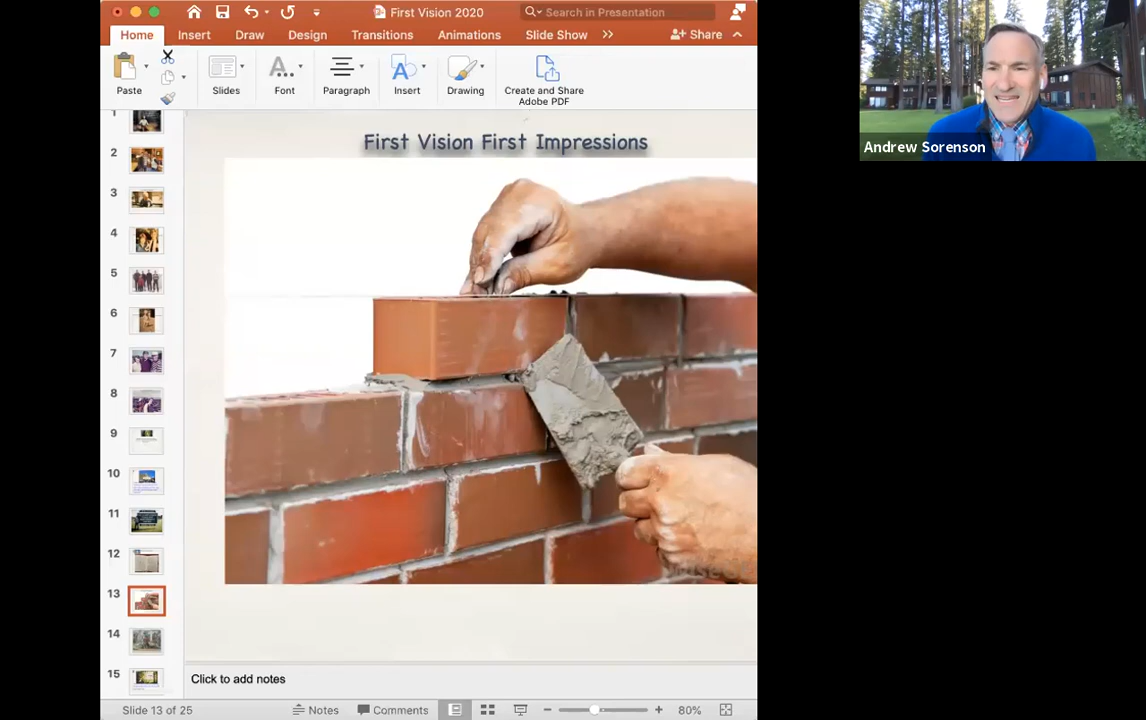 First Vision 2020
Search in Presentation
Home
Insert
Draw
Design
Transitions
Animations
Slide Show
Share
Paste
Slides
Font
Paragraph
Insert
Drawing
Create and Share
Adobe PDF
Andrew Sorenson
First Vision First Impressions
1
2
3
4
5
6
7
8
9
10
11
12
13
14
15
Click to add notes
Slide 13 of 25
Notes
Comments
80%